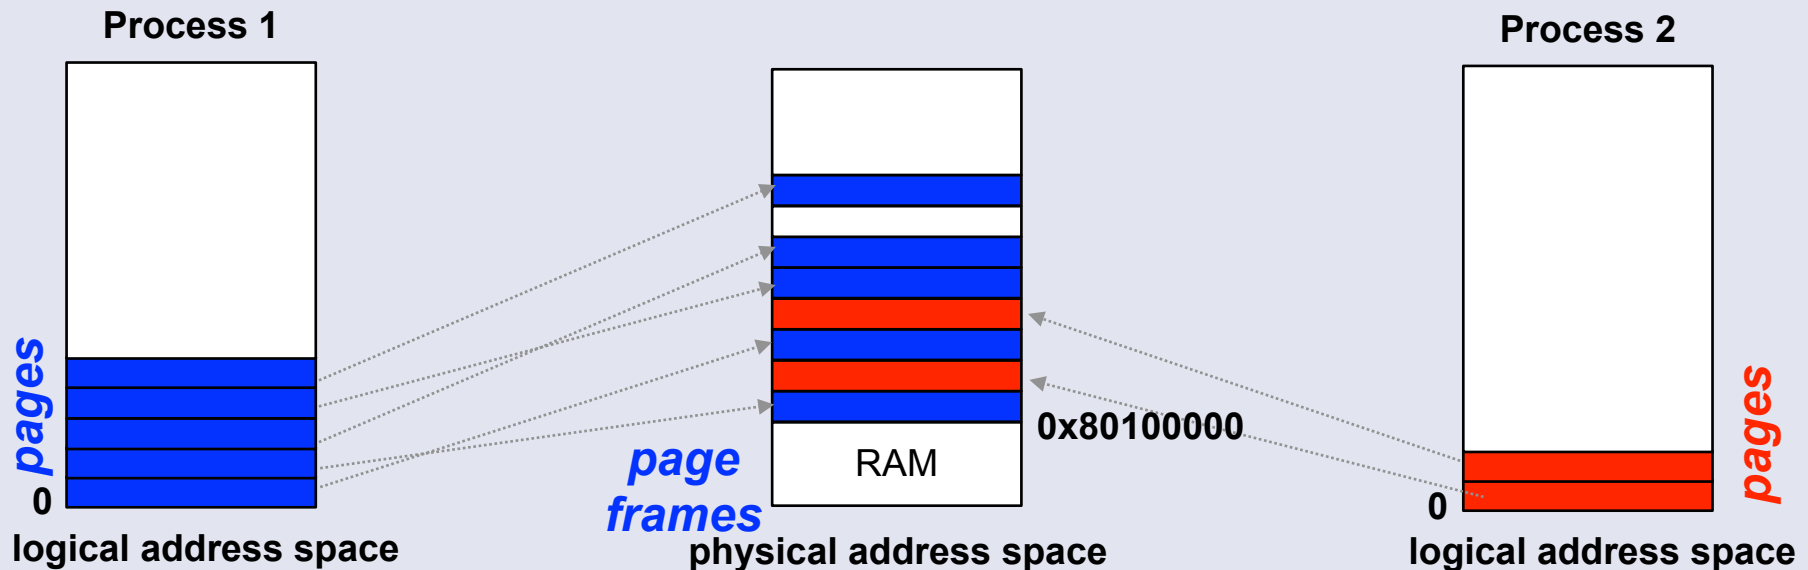 Process 1
Process 2
pages
0
logical address space
page
frames
RAM
0x80100000
physical address space
pages
0
logical address space